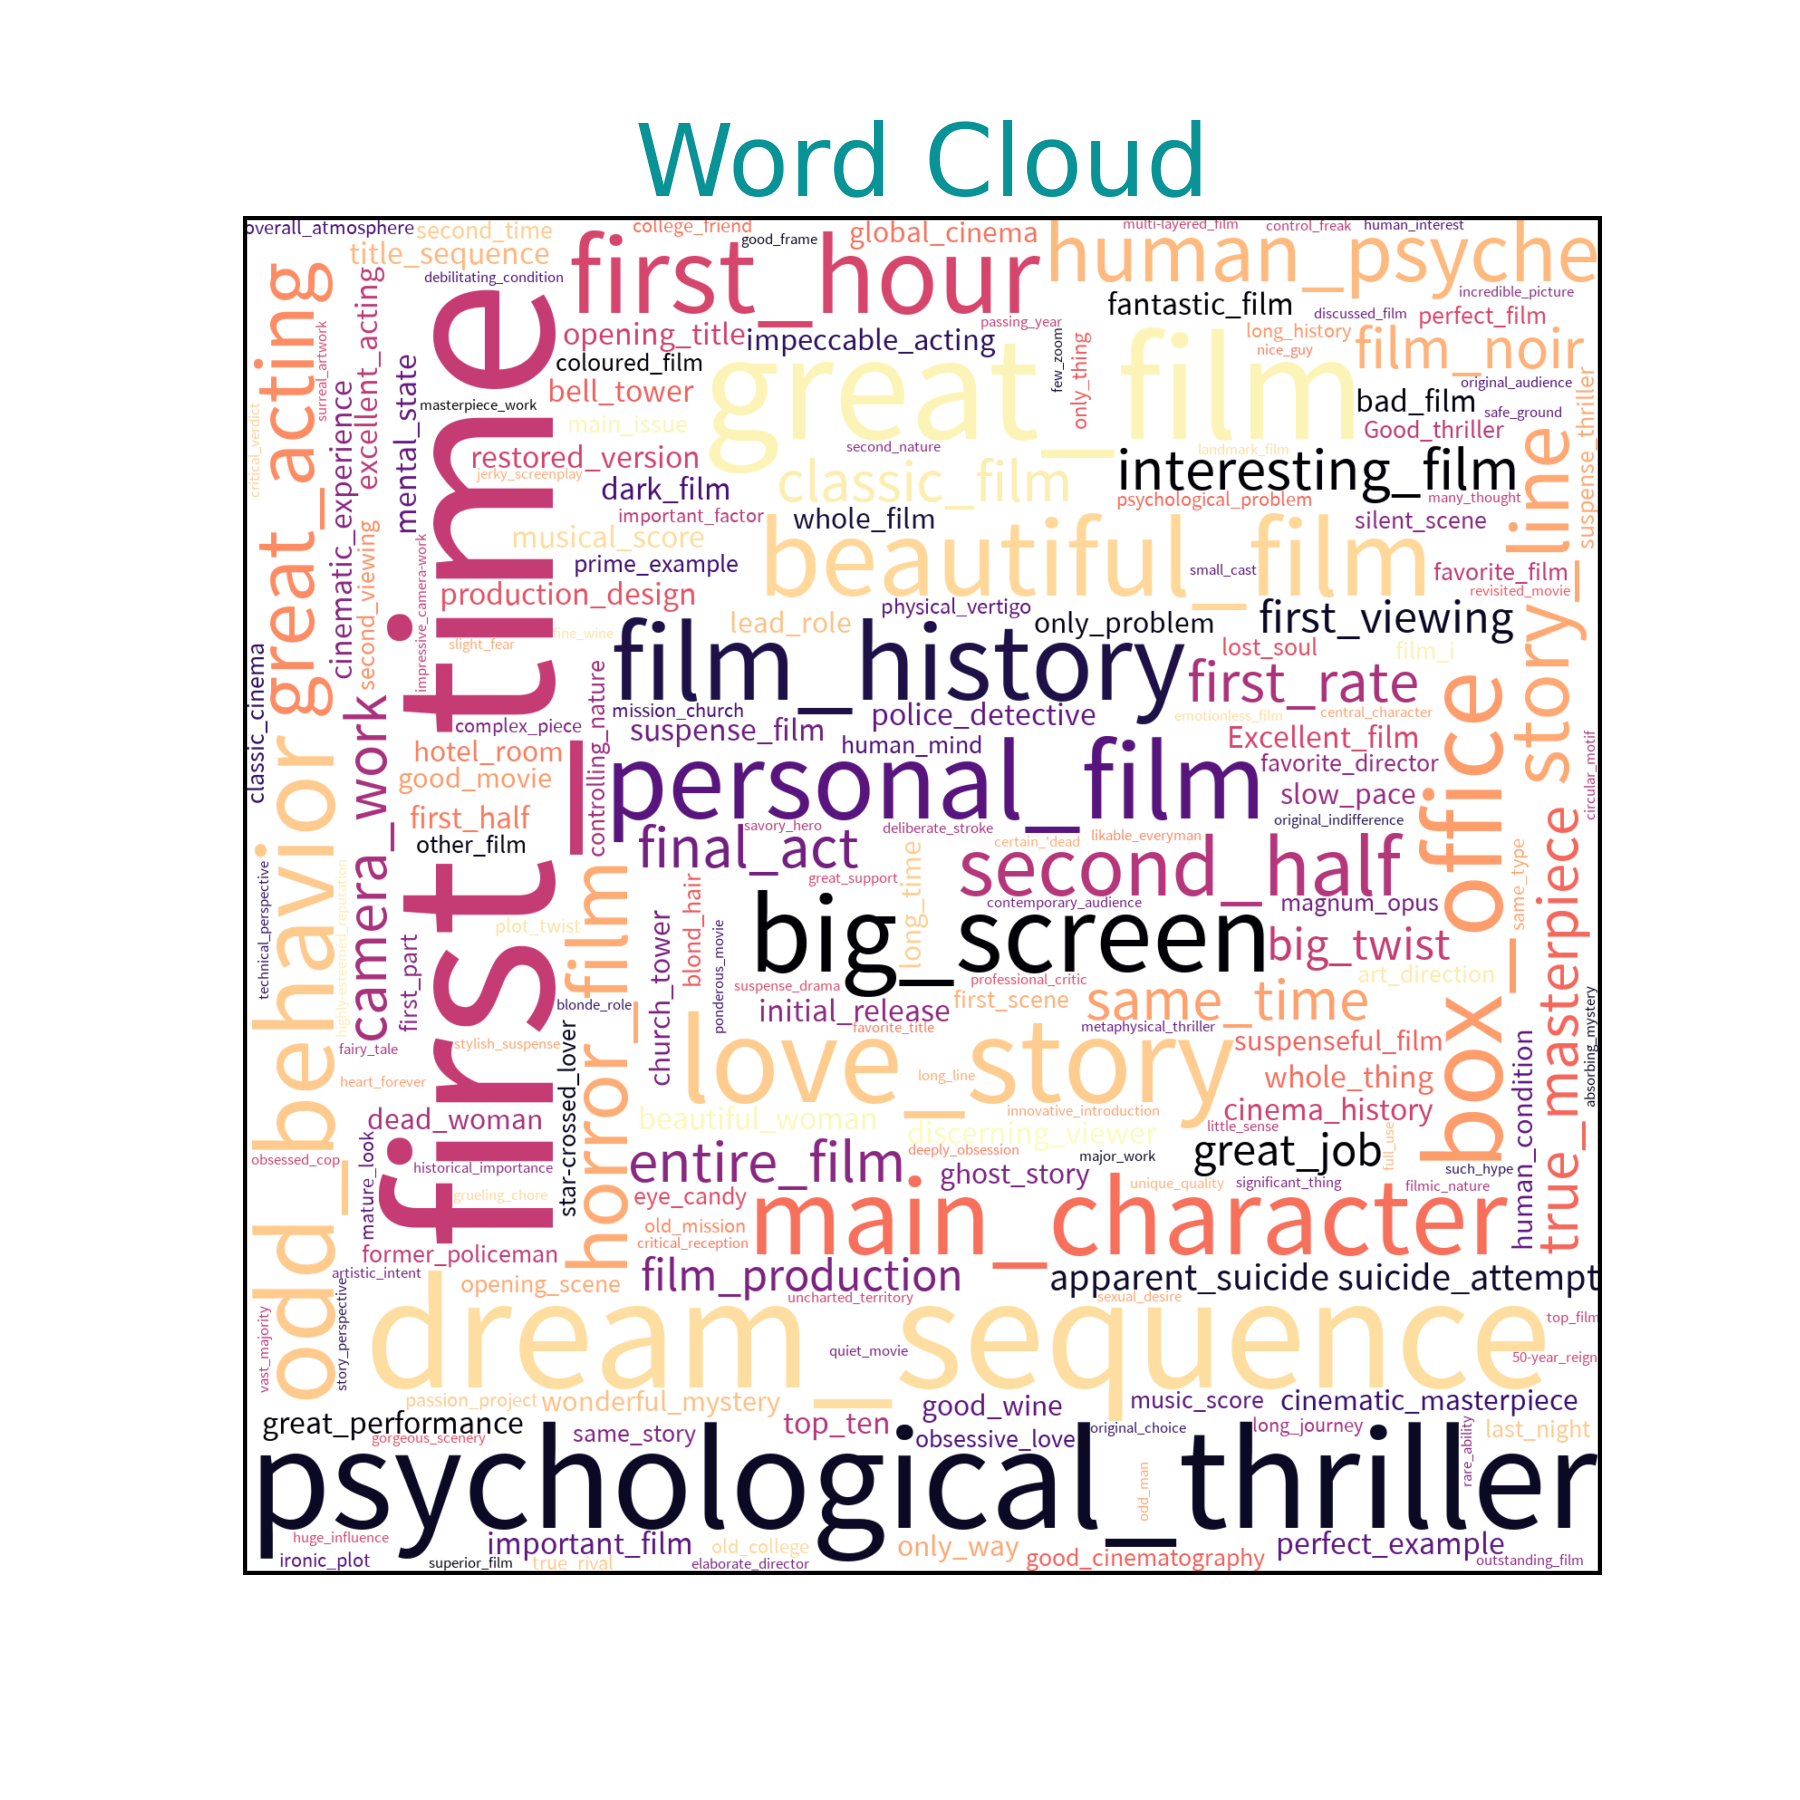 Word Cloud
overall_atmosphere
second_time
college_friend
good_frame
global_cinema
multi-layered_film
control_freak
human_interest
title_sequence
first_hour
human_psyche
debilitating_condition
incredible_picture
fantastic_film
discussed_film
perfect_film
opening_title
impeccable_acting
passing_year
long_history
nice_guy
film_noir
coloured_film
great_film
few_zoom
only_thing
original_audience
bell_tower
masterpiece_work
bad_film
safe_ground
main_issue
Good_thriller
second_nature
landmark_film
restored_version
jerky_screenplay
classic_film
interesting_film
dark_film
psychological_problem
many_thought
important_factor
whole_film
silent_scene
musical_score
beautiful_film
prime_example
small_cast
favorite_film
production_design
revisited_movie
physical_vertigo
lead_role
only_problem
first_viewing
fine_wine
slight_fear
film_history
lost_soul
film_i
first_rate
mission_church
police_detective
emotionless_film
central_character
complex_piece
suspense_film
human_mind
Excellent_film
hotel_room
favorite_director
good_movie
personal_film
slow_pace
first_half
original_indifference
other_film
savory_hero
deliberate_stroke
likable_everyman
certain_'dead
final_act
second_half
great_support
contemporary_audience
magnum_opus
plot_twist
big_screen
big_twist
suspense_drama
professional_critic
art_direction
blonde_role
initial_release
first_scene
same_time
favorite_title
metaphysical_thriller
fairy_tale
stylish_suspense
love_story
suspenseful_film
heart_forever
long_line
whole_thing
dead_woman
beautiful_woman
innovative_introduction
cinema_history
discerning_viewer
little_sense
obsessed_cop
historical_importance
entire_film
deeply_obsession
major_work
great_job
ghost_story
such_hype
grueling_chore
eye_candy
unique_quality
significant_thing
filmic_nature
old_mission
critical_reception
main_character
former_policeman
artistic_intent
opening_scene
film_production
apparent_suicide
suicide_attempt
uncharted_territory
sexual_desire
dream_sequence
top_film
quiet_movie
50-year_reign
passion_project
wonderful_mystery
good_wine
music_score
cinematic_masterpiece
great_performance
gorgeous_scenery
same_story
top_ten
obsessive_love
original_choice
long_journey
last_night
psychological_thriller
huge_influence
important_film
old_college
only_way
perfect_example
ironic_plot
superior_film
true_rival
elaborate_director
good_cinematography
outstanding_film
great_acting
surreal_artwork
excellent_acting
critical_verdict
cinematic_experience
mental_state
second_viewing
impressive_camera-work
first_time
classic_cinema
odd_behavior
camera_work
controlling_nature
technical_perspective
highly-esteemed_reputation
first_part
horror_film
star-crossed_lover
church_tower
blond_hair
ponderous_movie
long_time
mature_look
story_perspective
vast_majority
suspense_thriller
story_line
box_office
circular_motif
same_type
true_masterpiece
absorbing_mystery
human_condition
full_use
odd_man
rare_ability